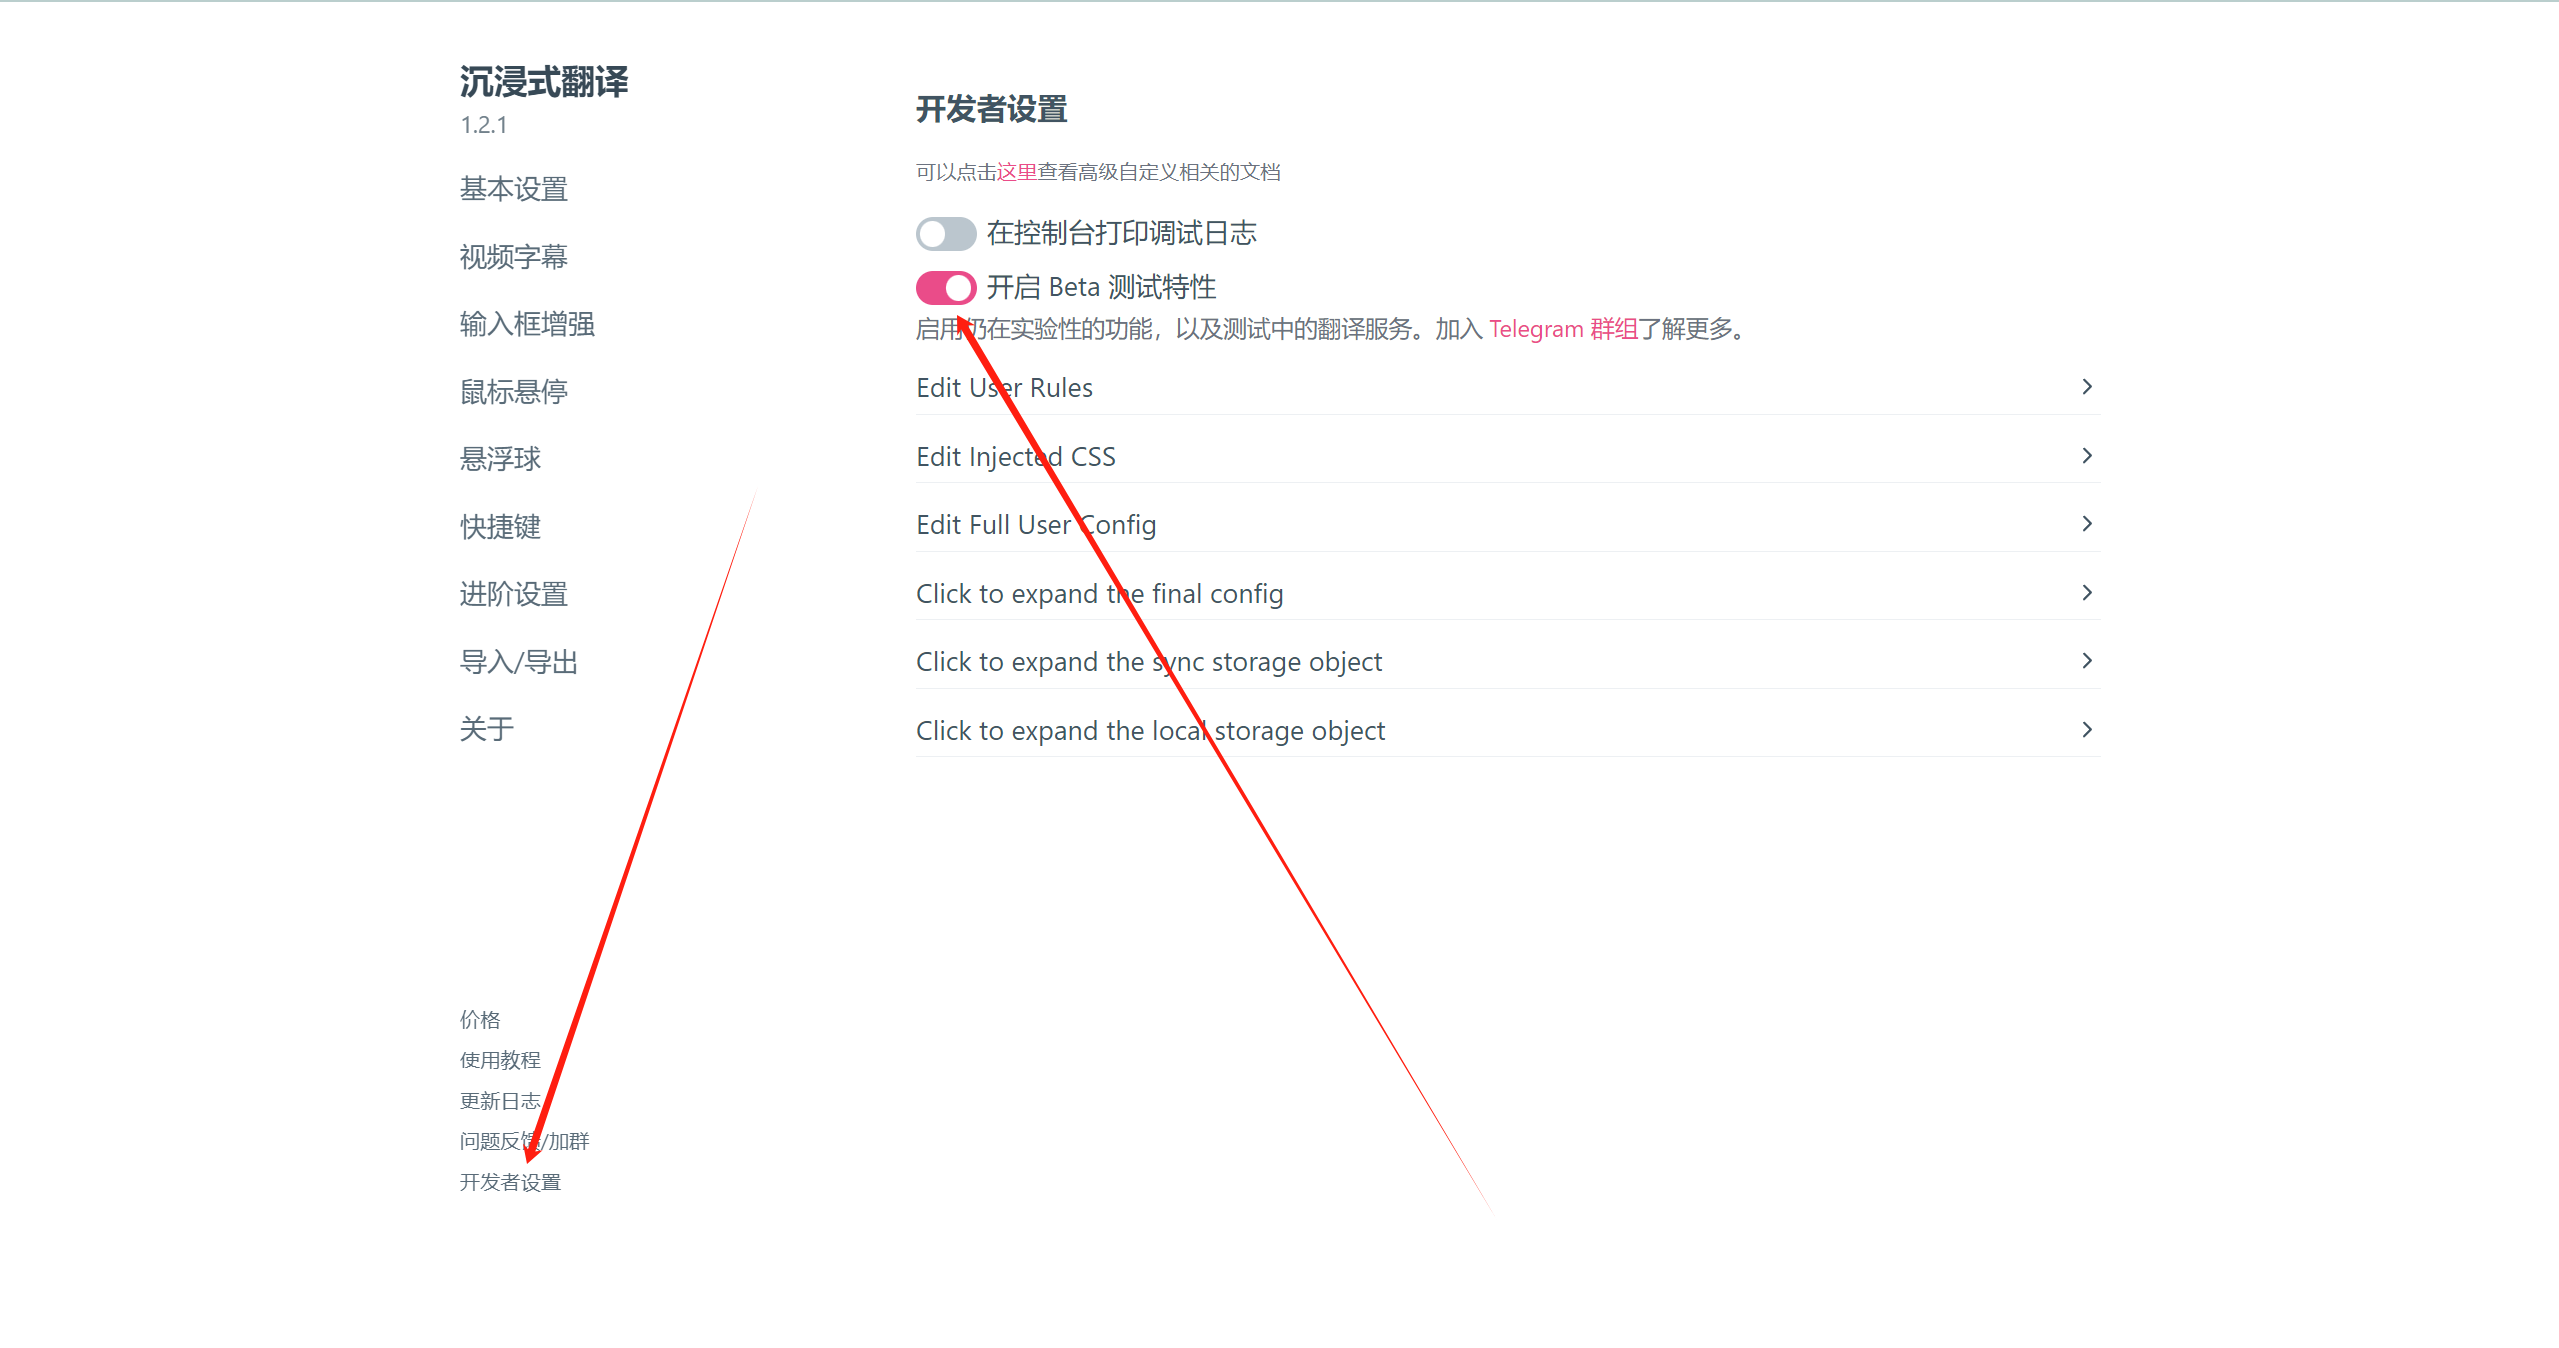 沉浸式翻译
1.2.1
基本设置
视频字幕
输入框增强
鼠标悬停
悬浮球
快捷键
进阶设置
导入/导出
关于
价格
使用教程
更新日志
问题反馈/加群
开发者设置
开发者设置
可以点击这里查看高级自定义相关的文档
在控制台打印调试日志
开启 Beta 测试特性
启用仍在实验性的功能，以及测试中的翻译服务。加入 Telegram 群组了解更多。
Edit User Rules
Edit Injected CSS
Edit Full User Config
Click to expand the final config
Click to expand the sync storage object
Click to expand the local storage object